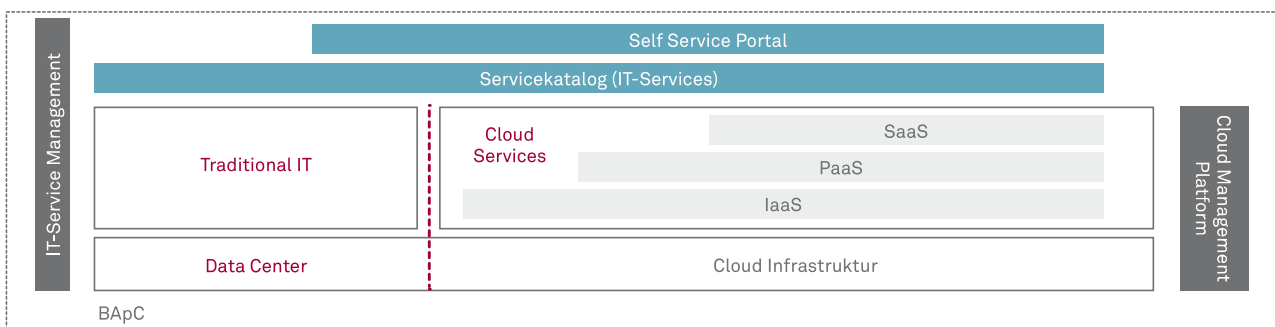 IT-Service Management
Self Service Portal
Servicekatalog (IT-Services)
Traditional IT
Cloud
Services
SaaS
PaaS
IaaS
Data Center
Cloud Infrastruktur
Cloud Management
Platform
BApC